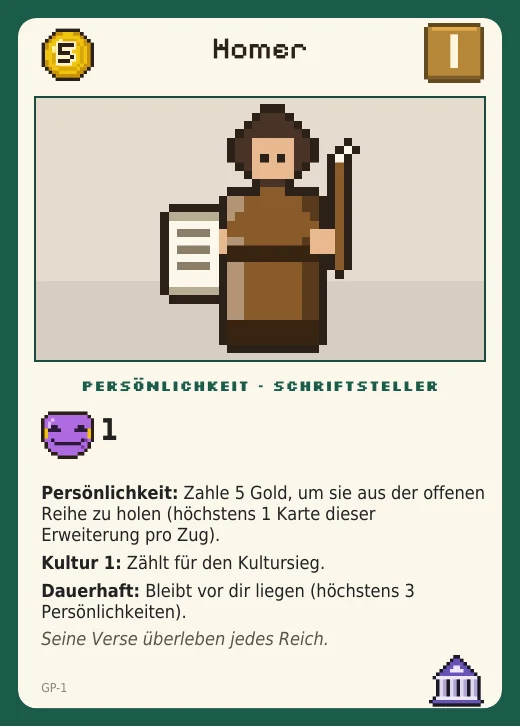 5
Homer
I
PERSÖNLICHKEIT - SCHRIFTSTELLER
1
Persönlichkeit: Zahle 5 Gold, um sie aus der offenen
Reihe zu holen (höchstens 1 Karte dieser
Erweiterung pro Zug).
Kultur 1: Zählt für den Kultursieg.
Dauerhaft: Bleibt vor dir liegen (höchstens 3
Persönlichkeiten).
Seine Verse überleben jedes Reich.
GP-1